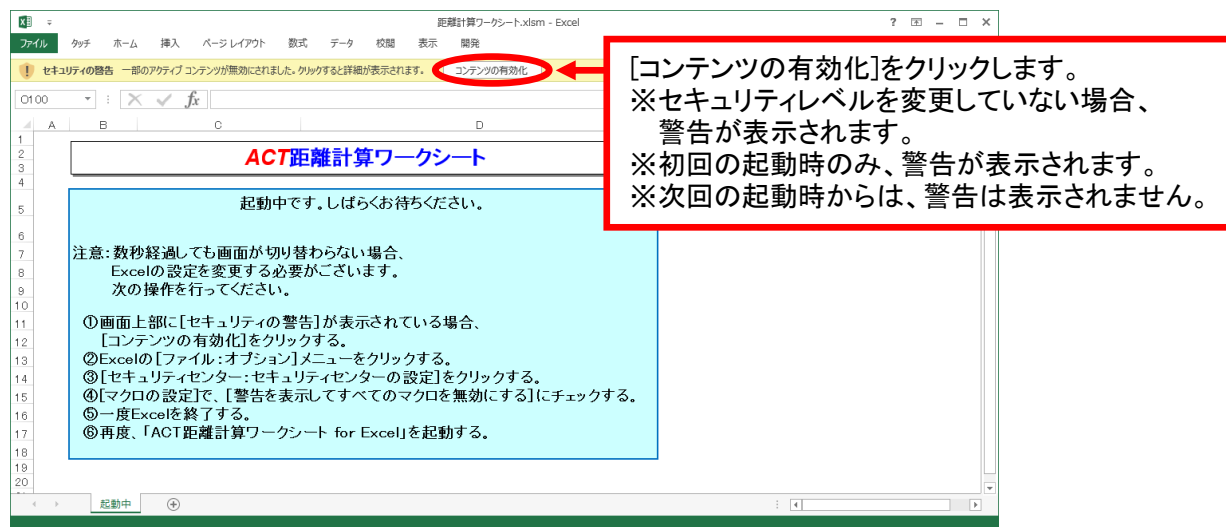 距離計算ワークシート.xlsm - Excel
ファイル タッチ ホーム 挿入 ページ レイアウト 数式 データ 校閲 表示 開発
セキュリティの警告 一部のアクティブ コンテンツが無効にされました。クリックすると詳細が表示されます。 コンテンツの有効化
[コンテンツの有効化]をクリックします。
※セキュリティレベルを変更していない場合、
警告が表示されます。
※初回の起動時のみ、警告が表示されます。
※次回の起動時からは、警告は表示されません。
O100 fx
A B C D
1
2
3
4
5
6
7
8
9
10
11
12
13
14
15
16
17
18
19
20
ACT距離計算ワークシート
起動中です。しばらくお待ちください。
注意:数秒経過しても画面が切り替わらない場合、
Excelの設定を変更する必要がございます。
次の操作を行ってください。
①画面上部に[セキュリティの警告]が表示されている場合、
[コンテンツの有効化]をクリックする。
②Excelの[ファイル:オプション]メニューをクリックする。
③[セキュリティセンター:セキュリティセンターの設定]をクリックする。
④[マクロの設定]で、[警告を表示してすべてのマクロを無効にする]にチェックする。
⑤一度Excelを終了する。
⑥再度、「ACT距離計算ワークシート for Excel」を起動する。
起動中